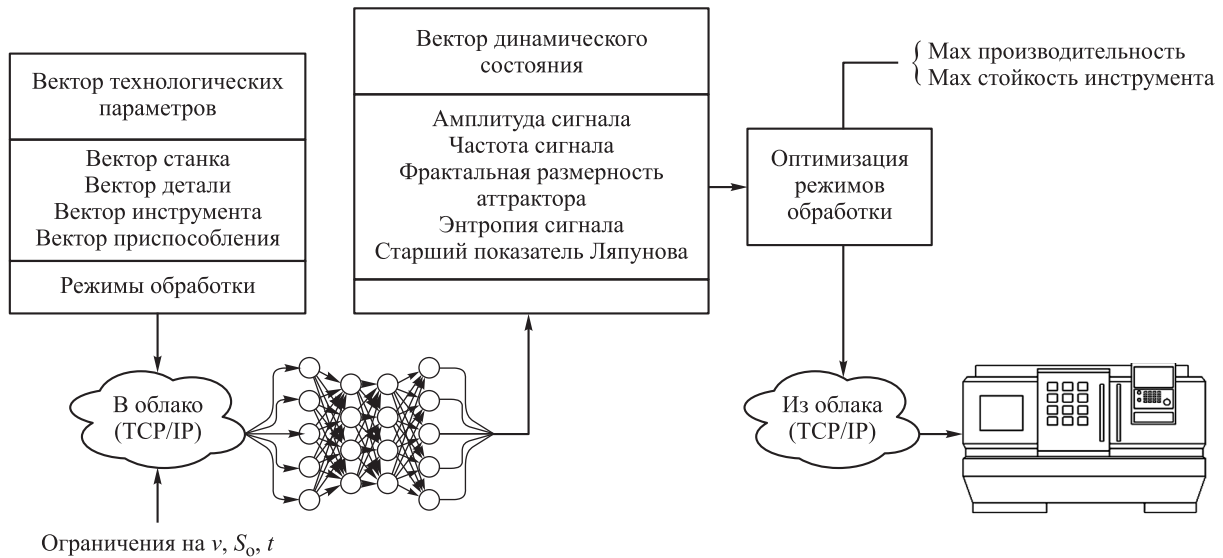 Вектор технологических
параметров
Вектор станка
Вектор детали
Вектор инструмента
Вектор приспособления
Режимы обработки
В облако
(TCP/IP)
Ограничения на v, Sо, t
Вектор динамического
состояния
Амплитуда сигнала
Частота сигнала
Фрактальная размерность
аттрактора
Энтропия сигнала
Старший показатель Ляпунова
Max производительность
Max стойкость инструмента
Оптимизация
режимов
обработки
Из облака
(TCP/IP)